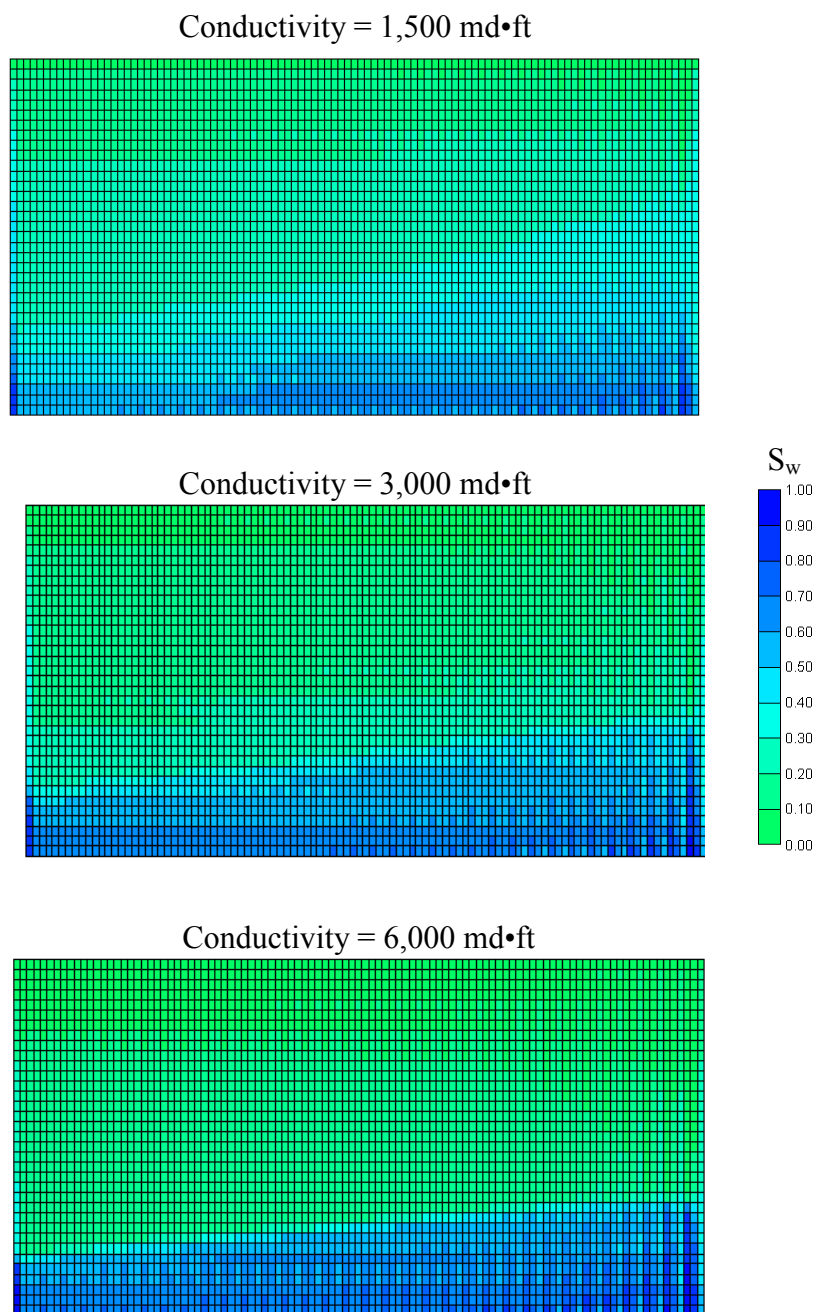 Conductivity = 1,500 md•ft
Conductivity = 3,000 md•ft
Sw
1.00
0.90
0.80
0.70
0.60
0.50
0.40
0.30
0.20
0.10
0.00
Conductivity = 6,000 md•ft